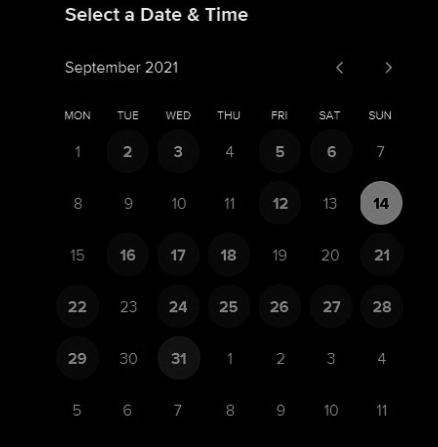 Select a Date & Time
September 2021
MON TUE WED THU FRI SAT SUN
1 2 3 4 5 6 7
8 9 10 11 12 13 14
15 16 17 18 19 20 21
22 23 24 25 26 27 28
29 30 31 1 2 3 4
5 6 7 8 9 10 11